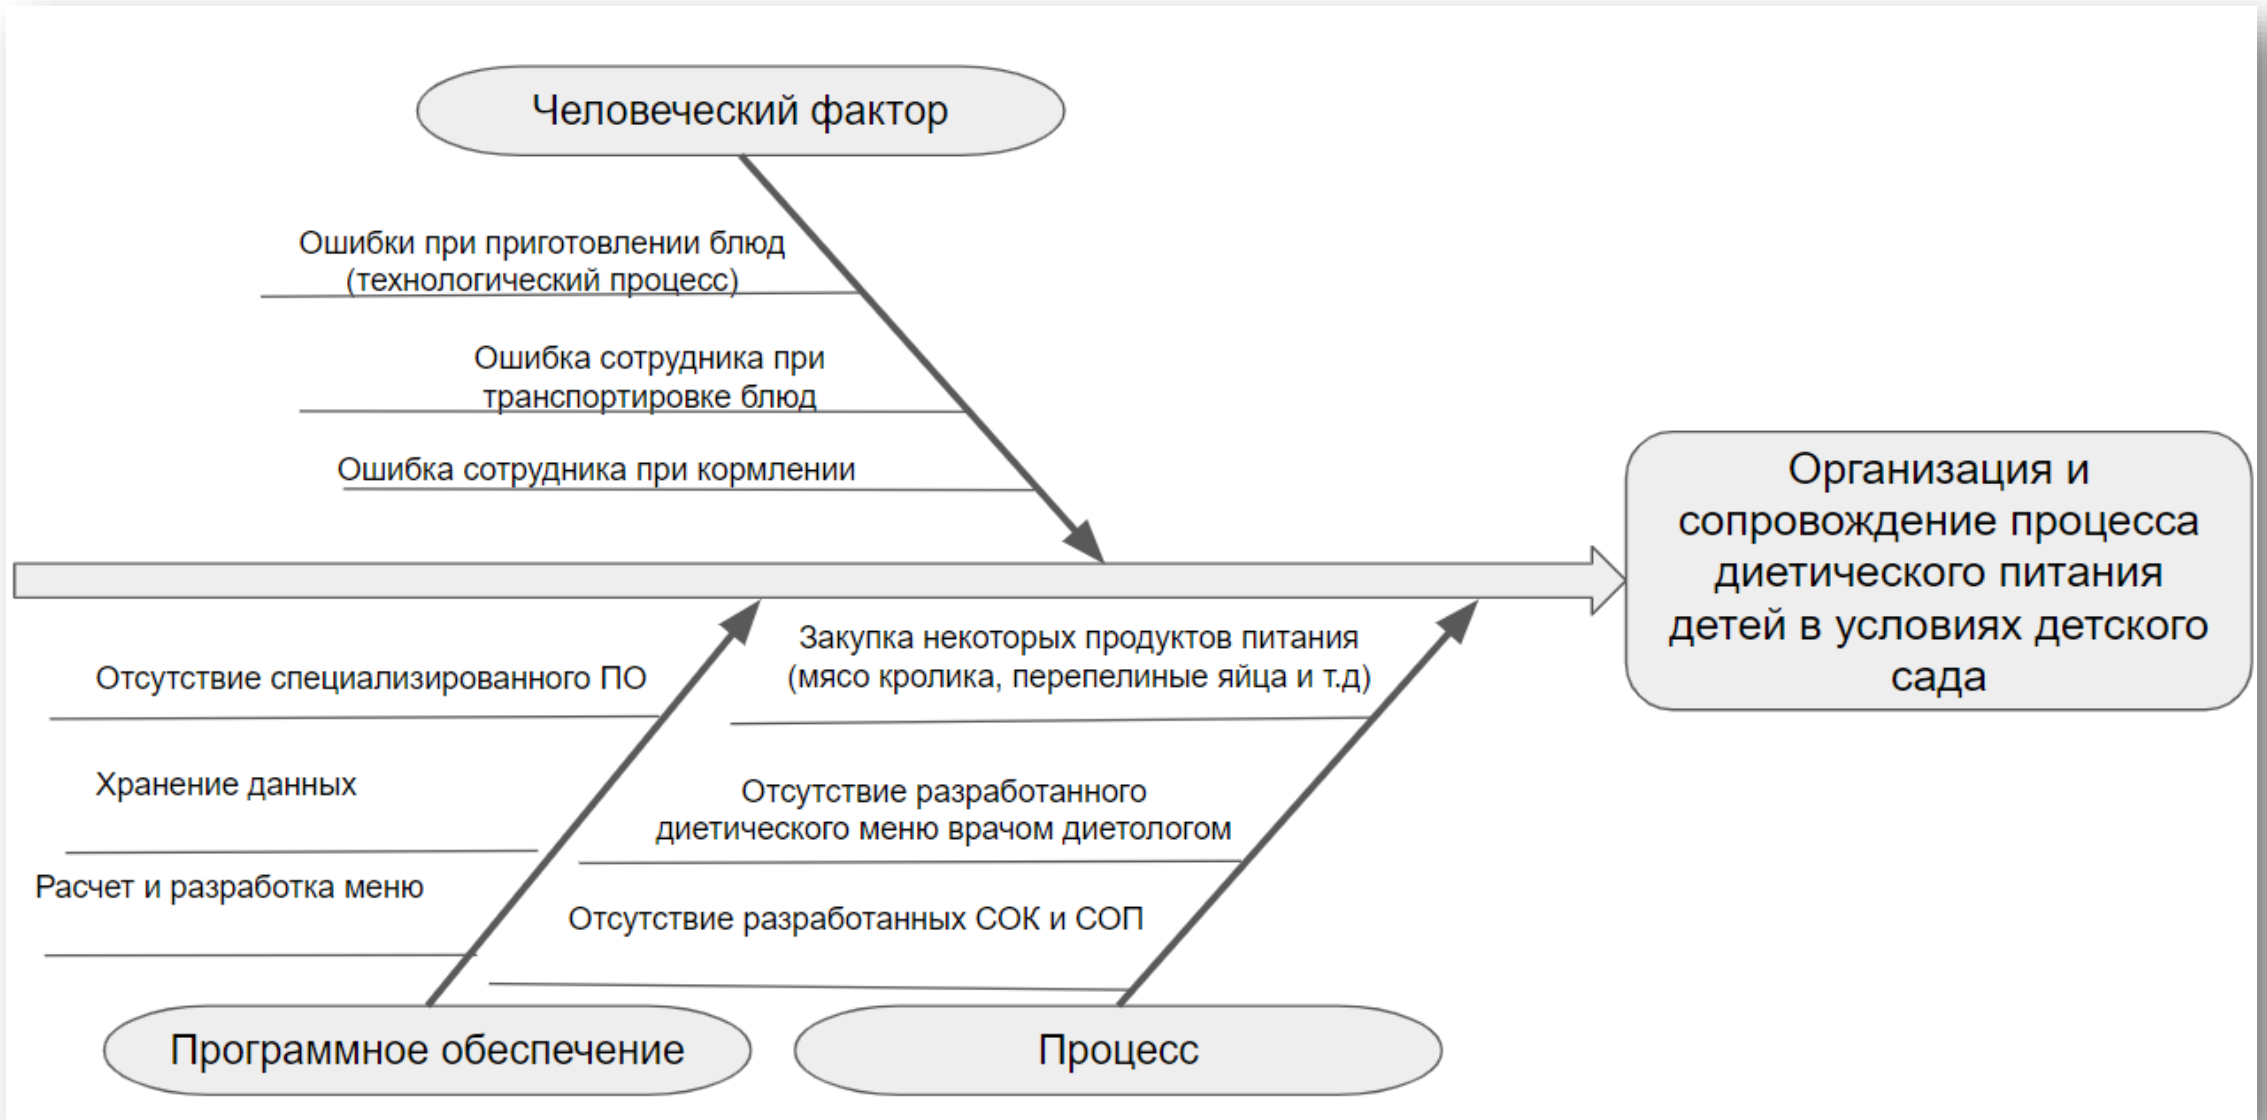 Человеческий фактор
Ошибки при приготовлении блюд
(технологический процесс)
Ошибка сотрудника при
транспортировке блюд
Ошибка сотрудника при кормлении
Организация и
сопровождение процесса
диетического питания
детей в условиях детского
сада
Отсутствие специализированного ПО
Хранение данных
Расчет и разработка меню
Закупка некоторых продуктов питания
(мясо кролика, перепелиные яйца и т.д)
Отсутствие разработанного
диетического меню врачом диетологом
Отсутствие разработанных СОК и СОП
Программное обеспечение
Процесс